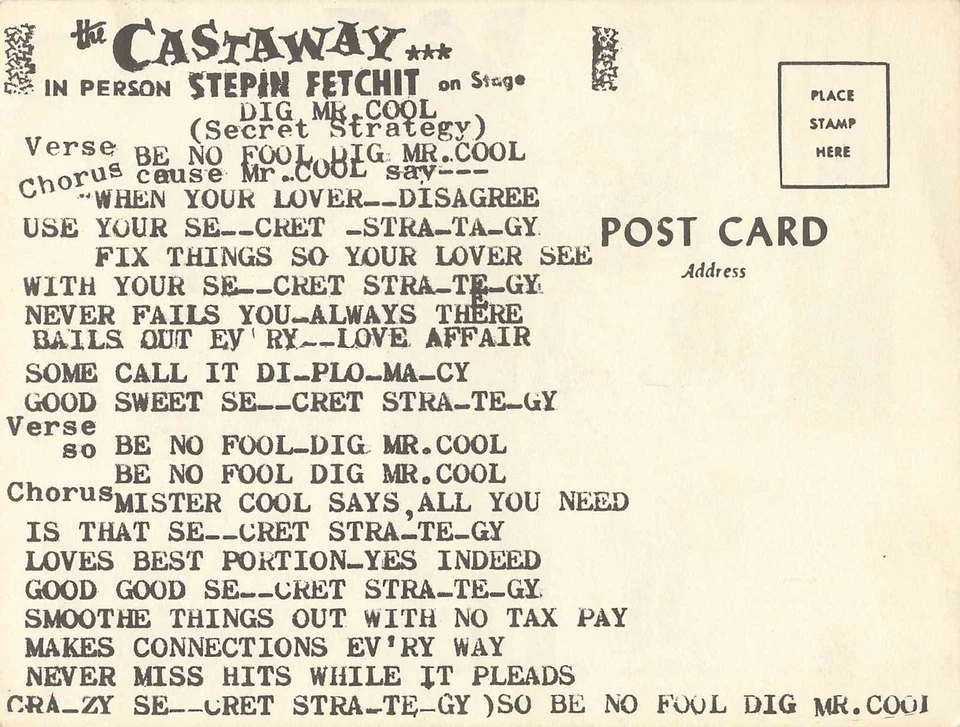 the CASTAWAY...
IN PERSON STEPIN FETCHIT on Stage
DIG MR.COOL
(Secret Strategy)
Verse BE NO FOOL DIG MR.COOL
Chorus cause Mr.COOL say---
"WHEN YOUR LOVER--DISAGREE
USE YOUR SE--CRET -STRA-TA-GY
FIX THINGS SO YOUR LOVER SEE
WITH YOUR SE--CRET STRA-TE-GY
NEVER FAILS YOU-ALWAYS THERE
BAILS OUT EV'RY--LOVE AFFAIR
SOME CALL IT DI-PLO-MA-CY
GOOD SWEET SE--CRET STRA-TE-GY
Verse
so BE NO FOOL-DIG MR.COOL
BE NO FOOL DIG MR.COOL
Chorus MISTER COOL SAYS,ALL YOU NEED
IS THAT SE--CRET STRA-TE-GY
LOVES BEST PORTION-YES INDEED
GOOD GOOD SE--CRET STRA-TE-GY
SMOOTHE THINGS OUT WITH NO TAX PAY
MAKES CONNECTIONS EV'RY WAY
NEVER MISS HITS WHILE IT PLEADS
CRA-ZY SE--CRET STRA-TE-GY )SO BE NO FOOL DIG MR.COOl
PLACE
STAMP
HERE
POST CARD
Address